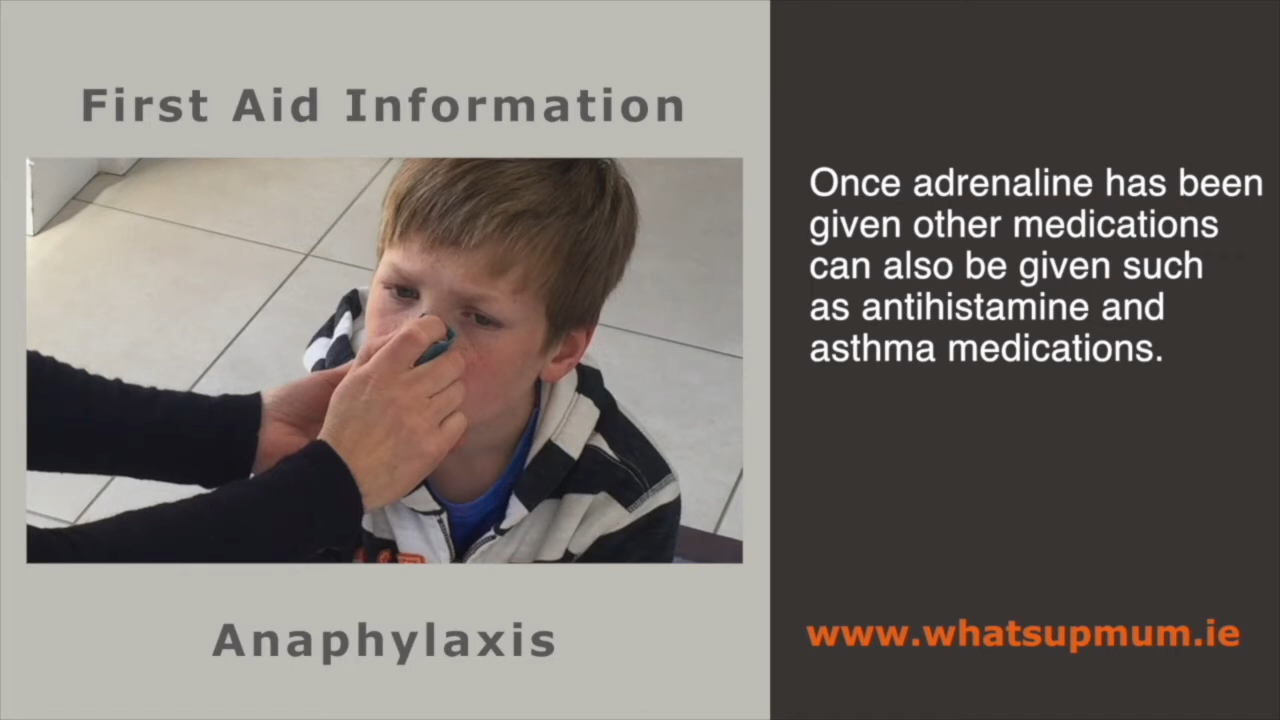 First Aid Information
Once adrenaline has been
given other medications
can also be given such
as antihistamine and
asthma medications.
Anaphylaxis
www.whatsupmum.ie